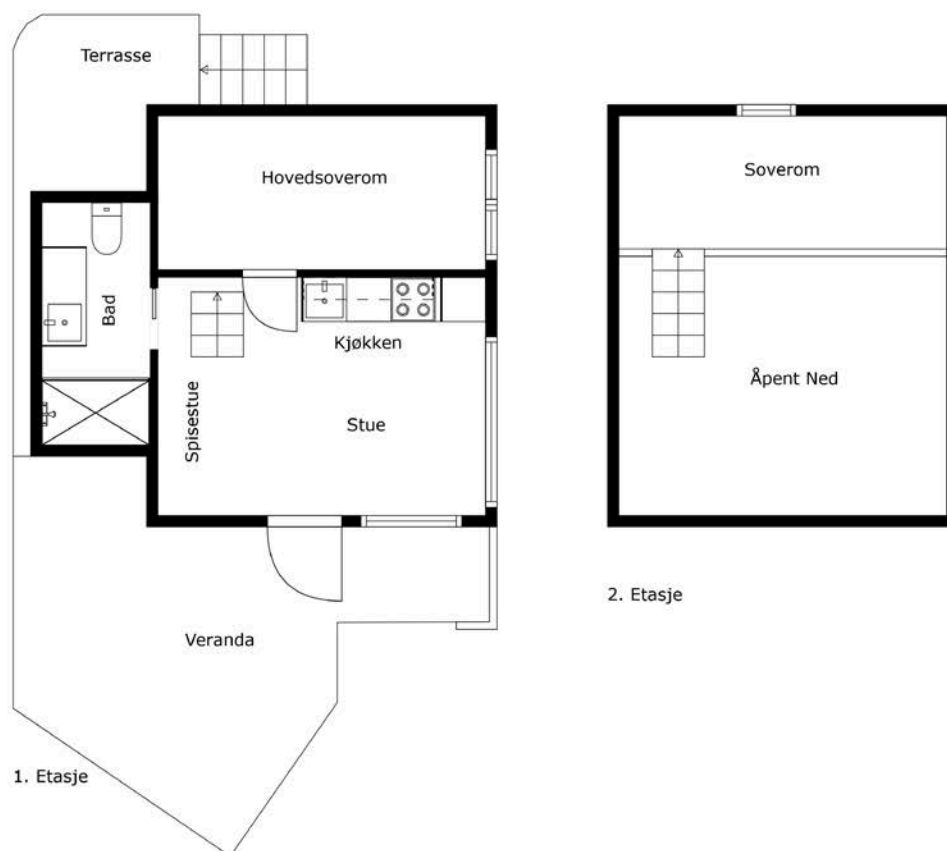 Terrasse
Hovedsoverom
Bad
Kjøkken
Spisestue
Stue
Veranda
1. Etasje
Soverom
Åpent Ned
2. Etasje